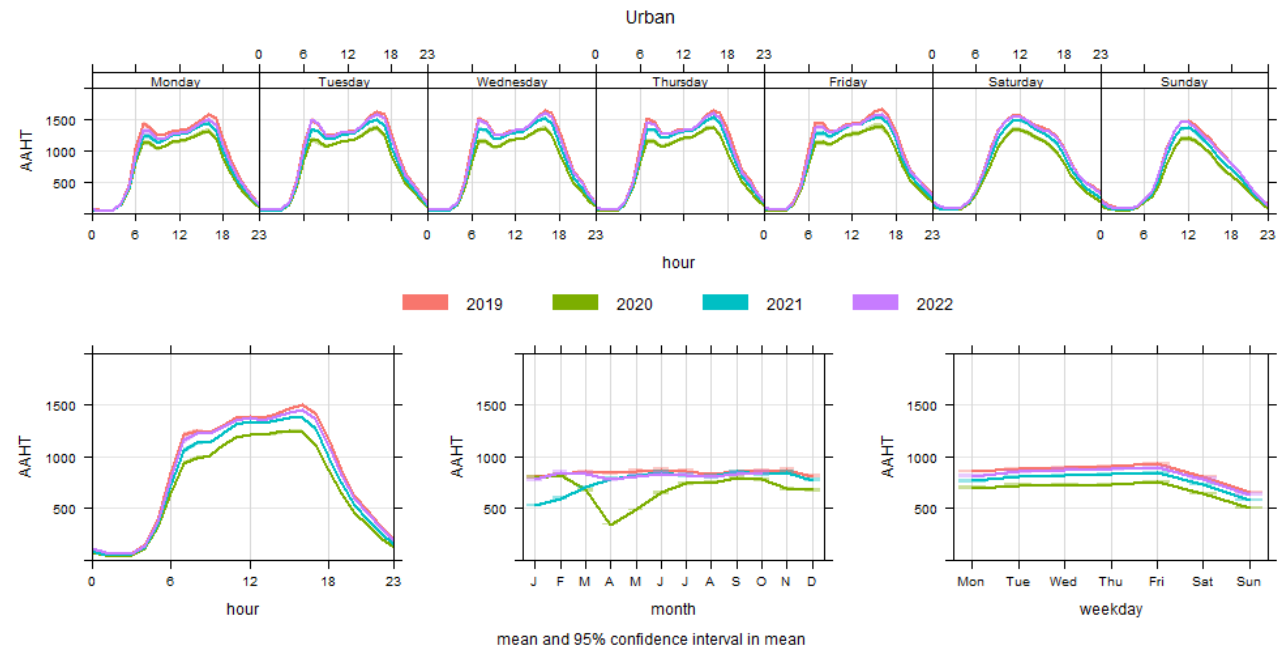 Urban
0 6 12 18 23 0 6 12 18 23 0 6 12 18 23
Monday Tuesday Wednesday Thursday Friday Saturday Sunday
1500
1000
500
AAHT
0 6 12 18 23 0 6 12 18 23 0 6 12 18 23 0 6 12 18 23
hour
2019 2020 2021 2022
1500
1000
500
AAHT
0 6 12 18 23
hour
1500
1000
500
AAHT
J F M A M J J A S O N D
month
1500
1000
500
AAHT
Mon Tue Wed Thu Fri Sat Sun
weekday
mean and 95% confidence interval in mean